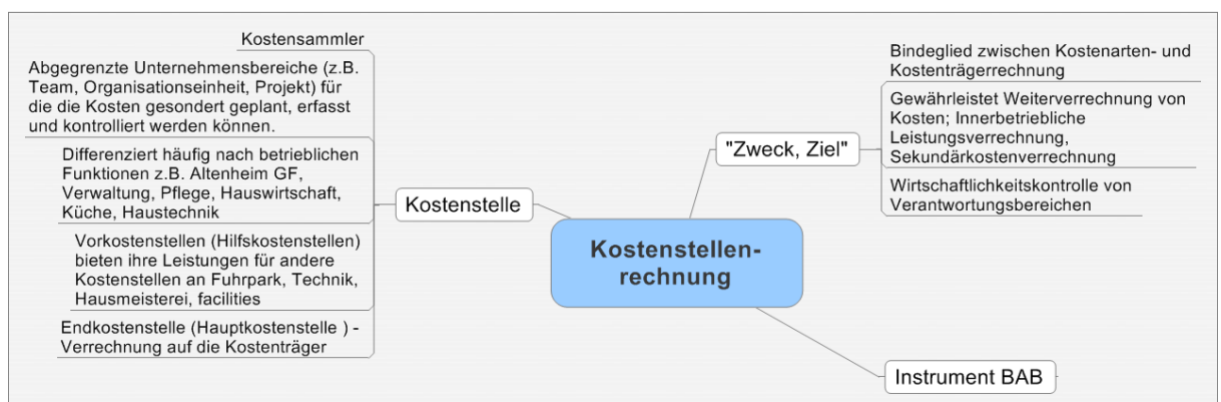 Kostensammler
Abgegrenzte Unternehmensbereiche (z.B.
Team, Organisationseinheit, Projekt) für
die die Kosten gesondert geplant, erfasst
und kontrolliert werden können.
Differenziert häufig nach betrieblichen
Funktionen z.B. Altenheim GF,
Verwaltung, Pflege, Hauswirtschaft,
Küche, Haustechnik
Vorkostenstellen (Hilfskostenstellen)
bieten ihre Leistungen für andere
Kostenstellen an Fuhrpark, Technik,
Hausmeisterei, facilities
Endkostenstelle (Hauptkostenstelle ) -
Verrechnung auf die Kostenträger
Kostenstelle
Kostenstellen-
rechnung
"Zweck, Ziel"
Bindeglied zwischen Kostenarten- und
Kostenträgerrechnung
Gewährleistet Weiterverrechnung von
Kosten; Innerbetriebliche
Leistungsverrechnung,
Sekundärkostenverrechnung
Wirtschaftlichkeitskontrolle von
Verantwortungsbereichen
Instrument BAB